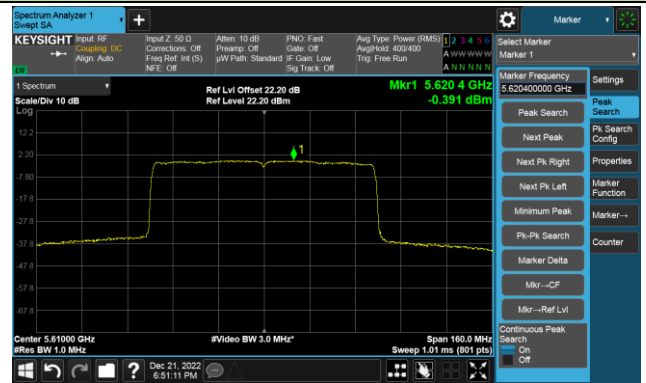 Spectrum Analyzer 1
Swept SA
+
Marker
KEYSIGHT
Input: RF
Coupling: DC
Align: Auto
Input Z: 50 Ω
Corrections: Off
Freq Ref: Int (S)
NFE: Off
Atten: 10 dB
Preamp: Off
µW Path: Standard
PNO: Fast
Gate: Off
IF Gain: Low
Sig Track: Off
Avg Type: Power (RMS)
Avg|Hold: 400/400
Trig: Free Run
1 2 3 4 5 6
A W W W W W
A N N N N N
Select Marker
Marker 1
1 Spectrum
Scale/Div 10 dB
Log
Ref Lvl Offset 22.20 dB
Ref Level 22.20 dBm
Mkr1 5.620 4 GHz
-0.391 dBm
12.2
2.20
-7.80
-17.8
-27.8
-37.8
-47.8
-57.8
-67.8
1
Center 5.61000 GHz
#Res BW 1.0 MHz
#Video BW 3.0 MHz*
Span 160.0 MHz
Sweep 1.01 ms (801 pts)
Marker Frequency
5.620400000 GHz
Peak Search
Next Peak
Next Pk Right
Next Pk Left
Minimum Peak
Pk-Pk Search
Marker Delta
Mkr→CF
Mkr→Ref Lvl
Continuous Peak
Search
On
Off
Settings
Peak
Search
Pk Search
Config
Properties
Marker
Function
Marker→
Counter
?
Dec 21, 2022
6:51:11 PM